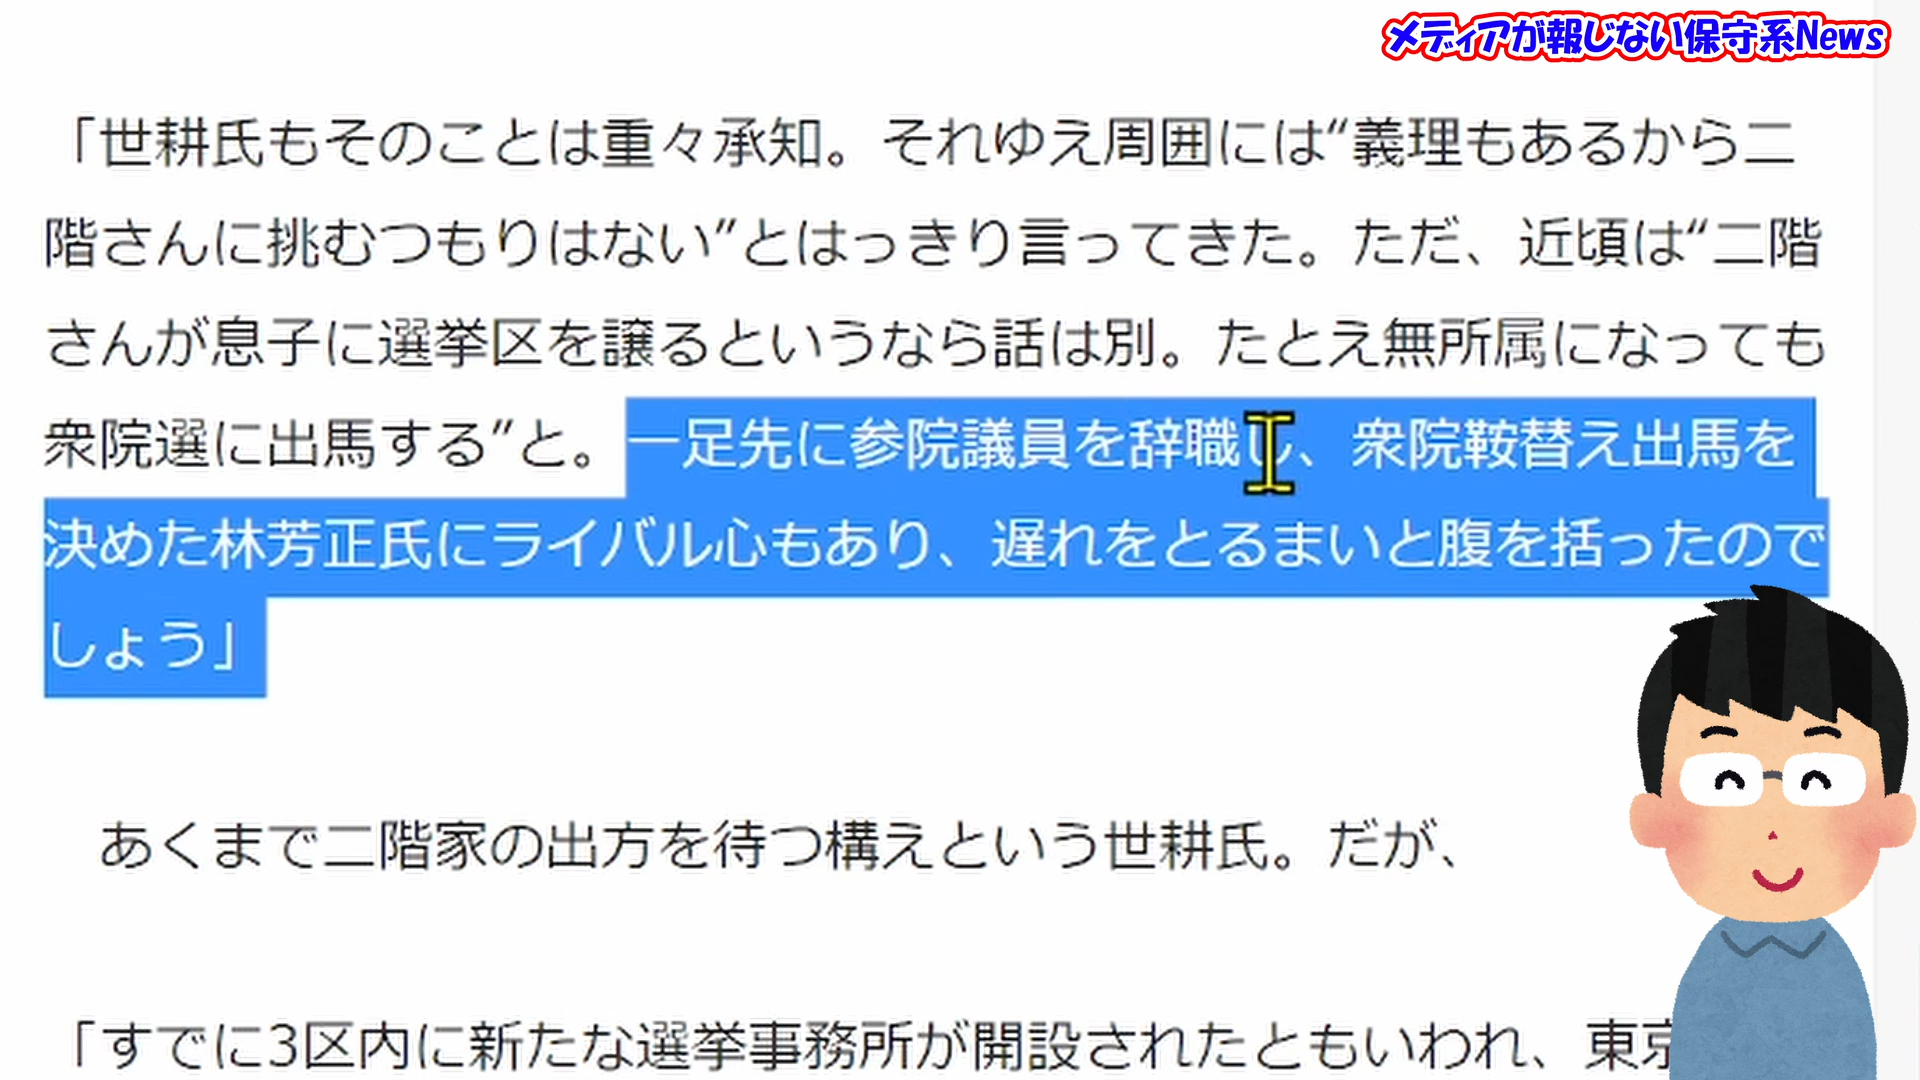 メディアが報じない保守系News
「世耕氏もそのことは重々承知。それゆえ周囲には“義理もあるから二
階さんに挑むつもりはない”とはっきり言ってきた。ただ、近頃は“二階
さんが息子に選挙区を譲るというなら話は別。たとえ無所属になっても
衆院選に出馬する”と。一足先に参院議員を辞職し、衆院鞍替え出馬を
決めた林芳正氏にライバル心もあり、遅れをとるまいと腹を括ったので
しょう」
あくまで二階家の出方を待つ構えという世耕氏。だが、
「すでに3区内に新たな選挙事務所が開設されたともいわれ、東京